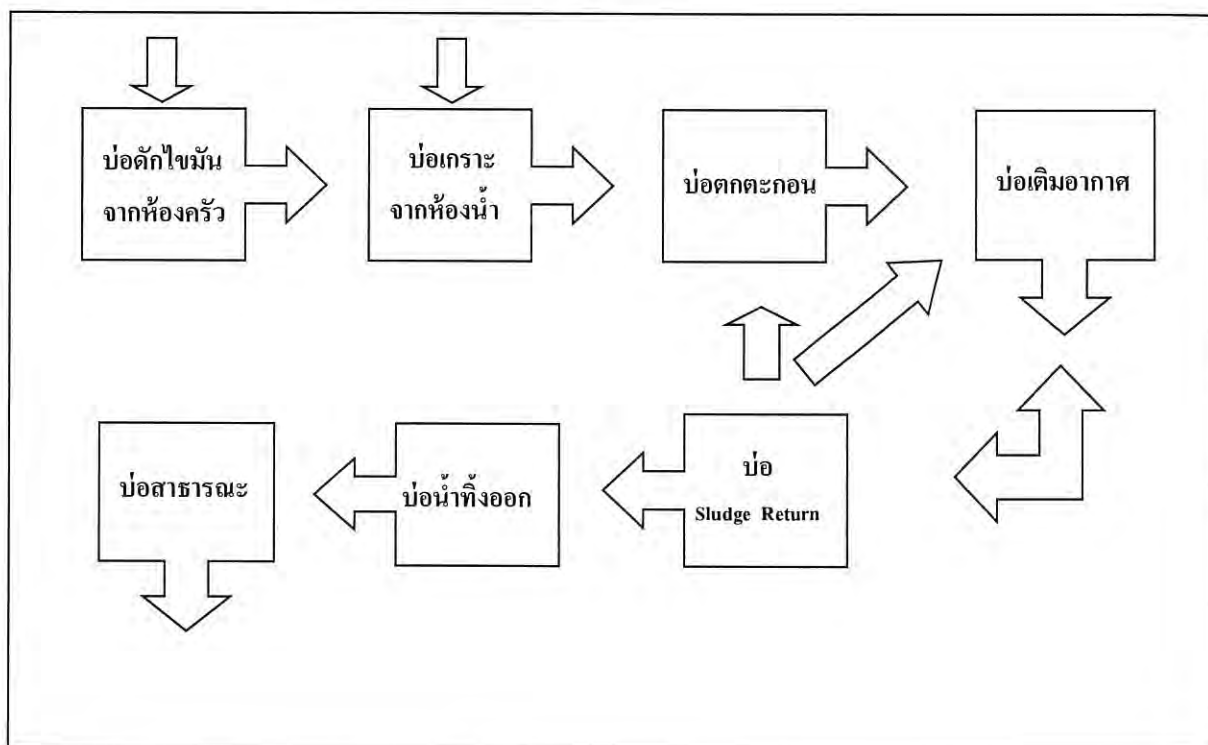 บ่อดักไขมัน
จากห้องครัว
บ่อเกราะ
จากห้องน้ำ
บ่อตกตะกอน
บ่อเติมอากาศ
บ่อสาธารณะ
บ่อน้ำทิ้งออก
บ่อ
Sludge Return